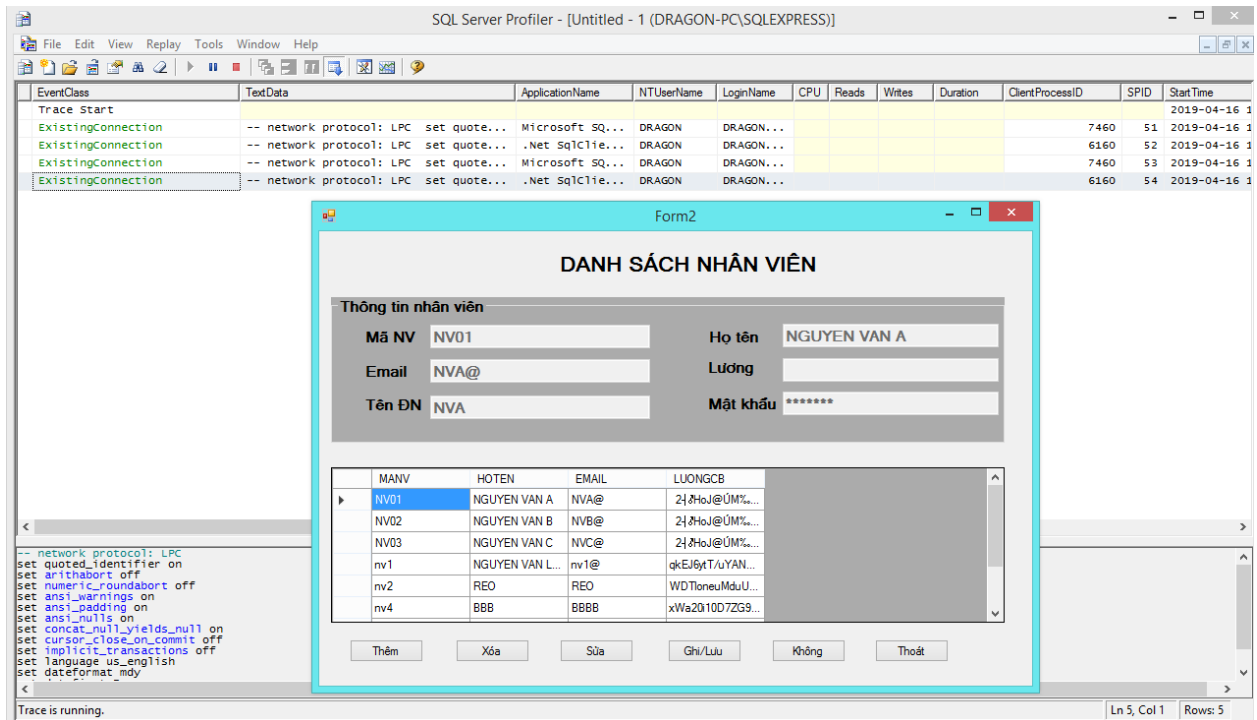 SQL Server Profiler - [Untitled - 1 (DRAGON-PC\SQLEXPRESS)]
File Edit View Replay Tools Window Help
EventClass TextData ApplicationName NTUserName LoginName CPU Reads Writes Duration ClientProcessID SPID StartTime
Trace Start 2019-04-16 1
ExistingConnection -- network protocol: LPC set quote... Microsoft SQ... DRAGON DRAGON... 7460 51 2019-04-16 1
ExistingConnection -- network protocol: LPC set quote... .Net SqlClie... DRAGON DRAGON... 6160 52 2019-04-16 1
ExistingConnection -- network protocol: LPC set quote... Microsoft SQ... DRAGON DRAGON... 7460 53 2019-04-16 1
ExistingConnection -- network protocol: LPC set quote... .Net SqlClie... DRAGON DRAGON... 6160 54 2019-04-16 1
Form2
DANH SÁCH NHÂN VIÊN
Thông tin nhân viên
Mã NV NV01 Họ tên NGUYEN VAN A
Email NVA@ Lương
Tên ĐN NVA Mật khẩu *******
MANV HOTEN EMAIL LUONGCB
NV01 NGUYEN VAN A NVA@
NV02 NGUYEN VAN B NVB@
NV03 NGUYEN VAN C NVC@
nv1 NGUYEN VAN L... nv1@ qkEJ6ytT/uYAN...
nv2 REO REO WDTloneuMduU...
nv4 BBB BBBB xWa20i10D7ZG9...
Thêm Xóa Sửa Ghi/Lưu Không Thoát
-- network protocol: LPC
set quoted_identifier on
set arithabort off
set numeric_roundabort off
set ansi_warnings on
set ansi_padding on
set ansi_nulls on
set concat_null_yields_null on
set cursor_close_on_commit off
set implicit_transactions off
set language us_english
set dateformat mdy
Trace is running. Ln 5, Col 1 Rows: 5